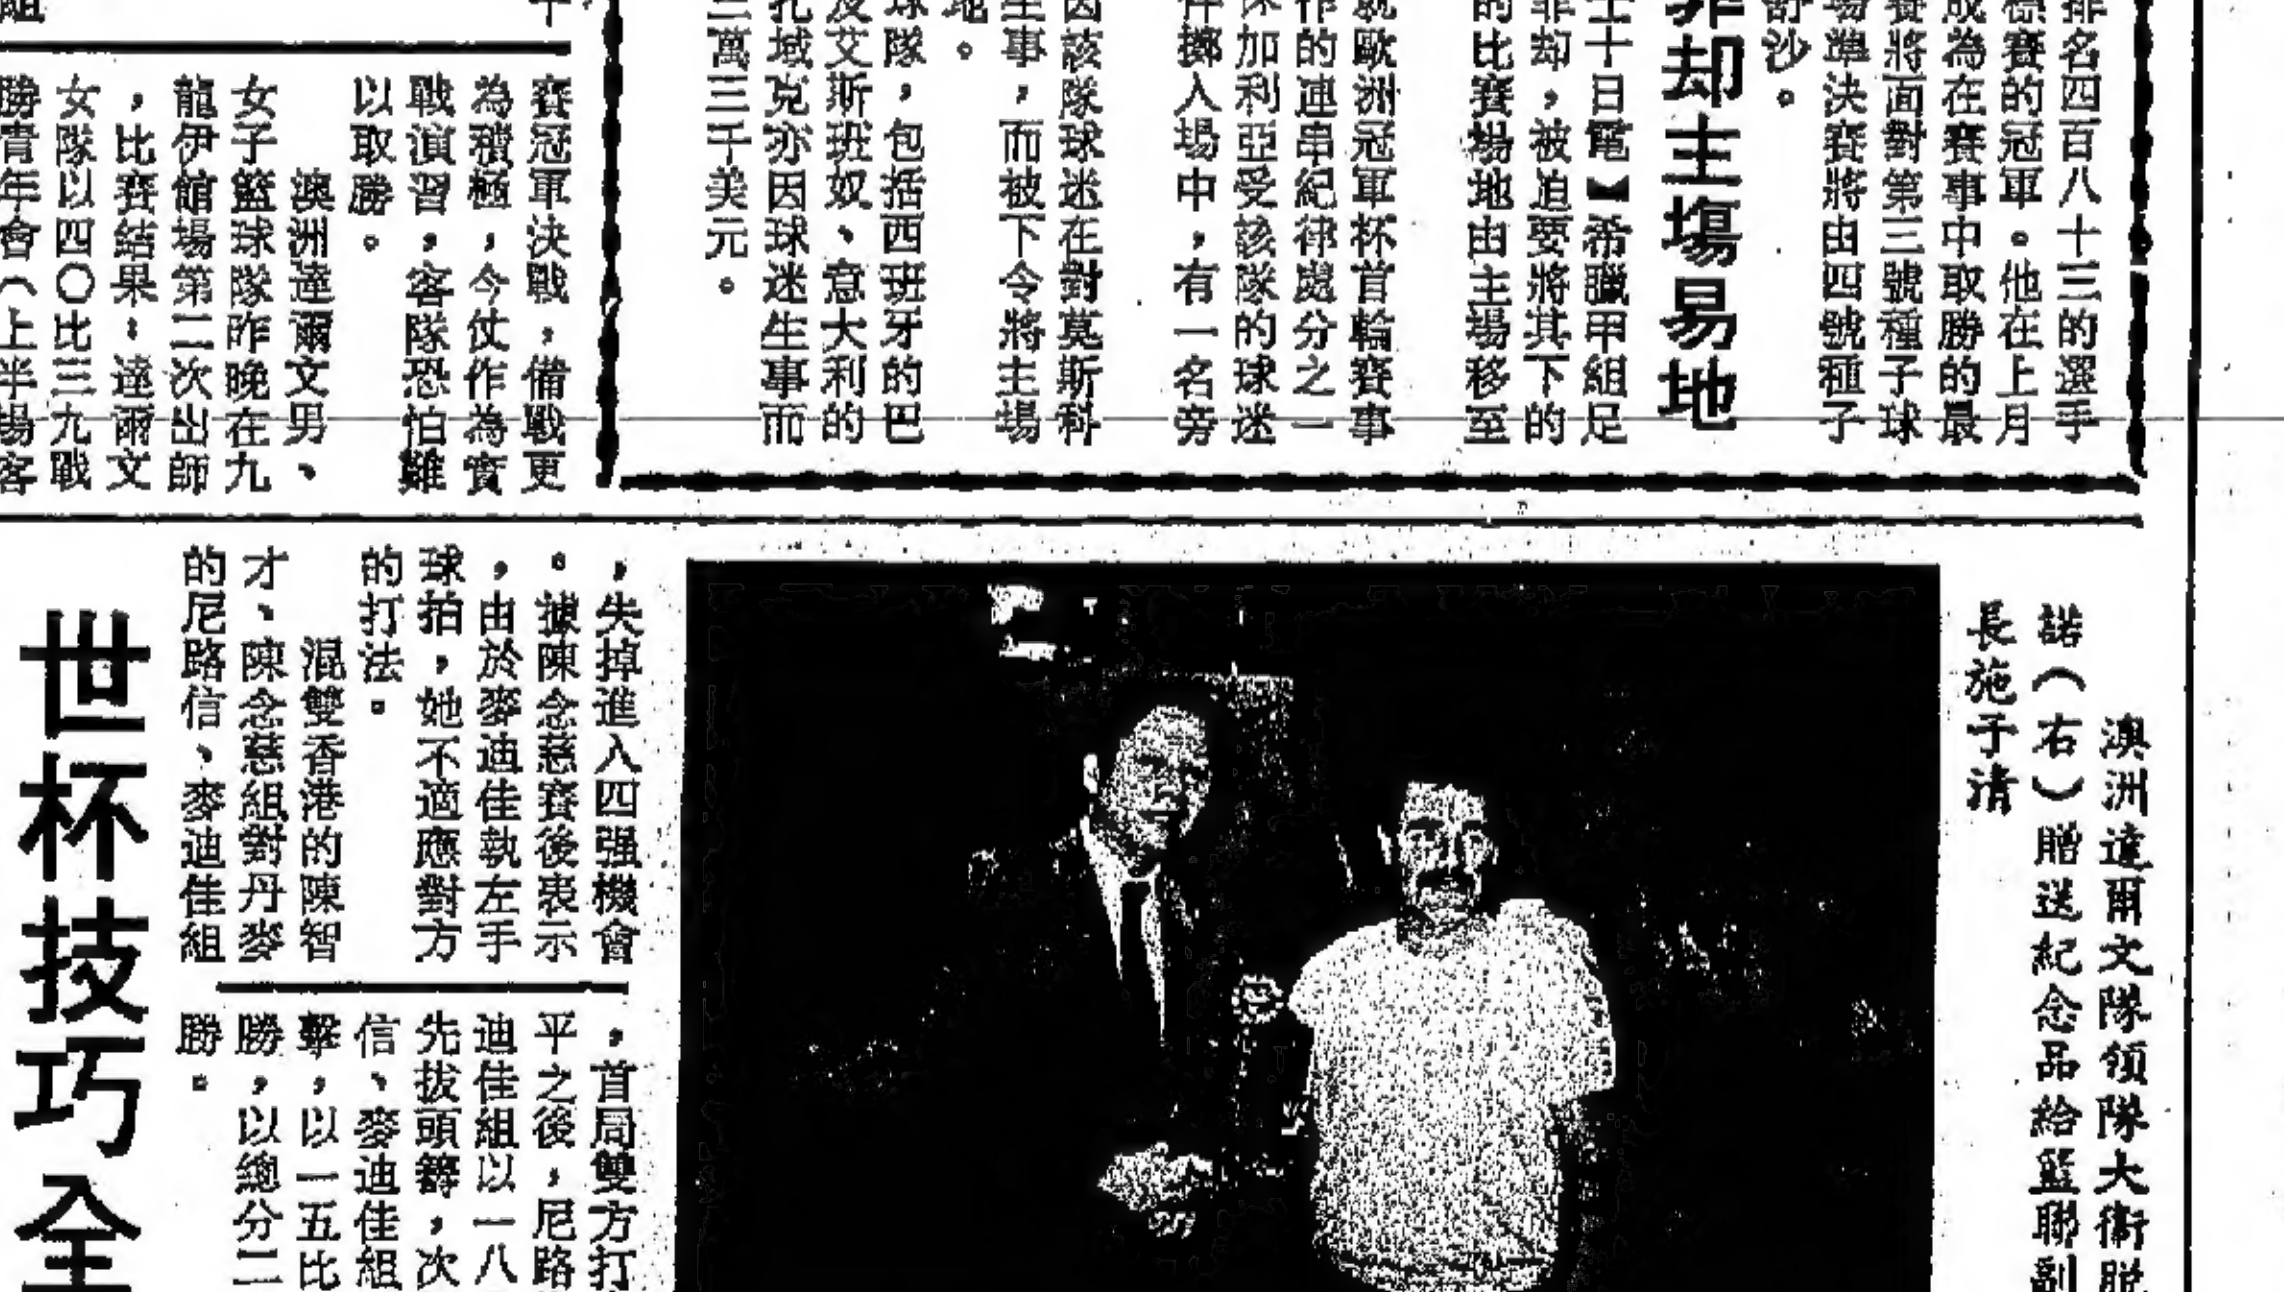 排名四百八十三的選手
標賽的冠軍。他在上月
成為在賽事中取勝的最
賽將面對第三號種子球
場準決賽將由四號種子
舒沙。
却主場易地
士十日電】希臘甲組足
菲却，被迫要將其下的
的比賽場地由主場移至
就歐洲冠軍杯首輪賽事
作的連串紀律處分之一
保加利亞受該隊的球迷
件擲入場中，有一名旁
因該隊球迷在對莫斯科
生事，而被下令將主場
地。
球隊，包括西班牙的巴
及艾斯班奴、意大利的
扎域克亦因球迷生事而
三萬三千美元。
賽冠軍決戰，備戰更
為積極，今仗作為實
戰演習，客隊恐怕難
以取勝。
澳洲達爾文男、
女子籃球隊昨晚在九
龍伊館場第二次出師
，比賽結果：達爾文
女隊以四〇比三九戰
勝青年會（上半場客
組
澳洲達爾文隊領隊大衞脱
諾（右）贈送紀念品給籃聯副
長施子清
，失掉進入四强機會
。據陳念慈賽後表示
，由於麥迪佳執左手
球拍，她不適應對方
的打法。
混雙香港的陳智
才、陳念慈組對丹麥
的尼路信、麥迪佳組
，首局雙方打
平之後，尼路
迪佳組以一八
先拔頭籌，次
信、麥迪佳組
擊，以一五比
勝，以總分二
勝。
世杯技巧全